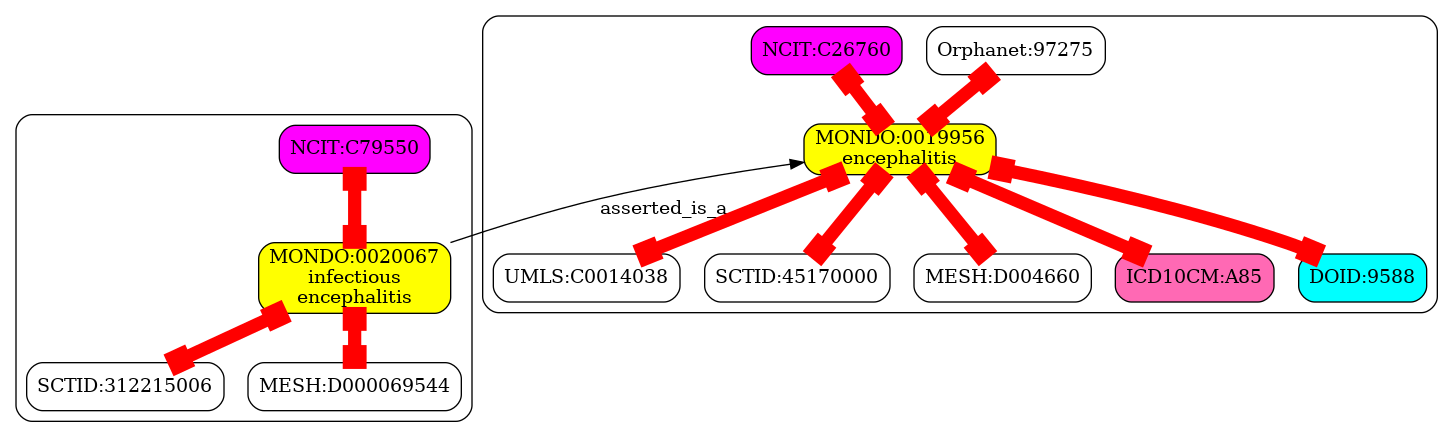 NCIT:C26760
Orphanet:97275
NCIT:C79550
MONDO:0019956
encephalitis
asserted_is_a
MONDO:0020067
infectious
encephalitis
UMLS:C0014038
SCTID:45170000
MESH:D004660
ICD10CM:A85
DOID:9588
SCTID:312215006
MESH:D000069544